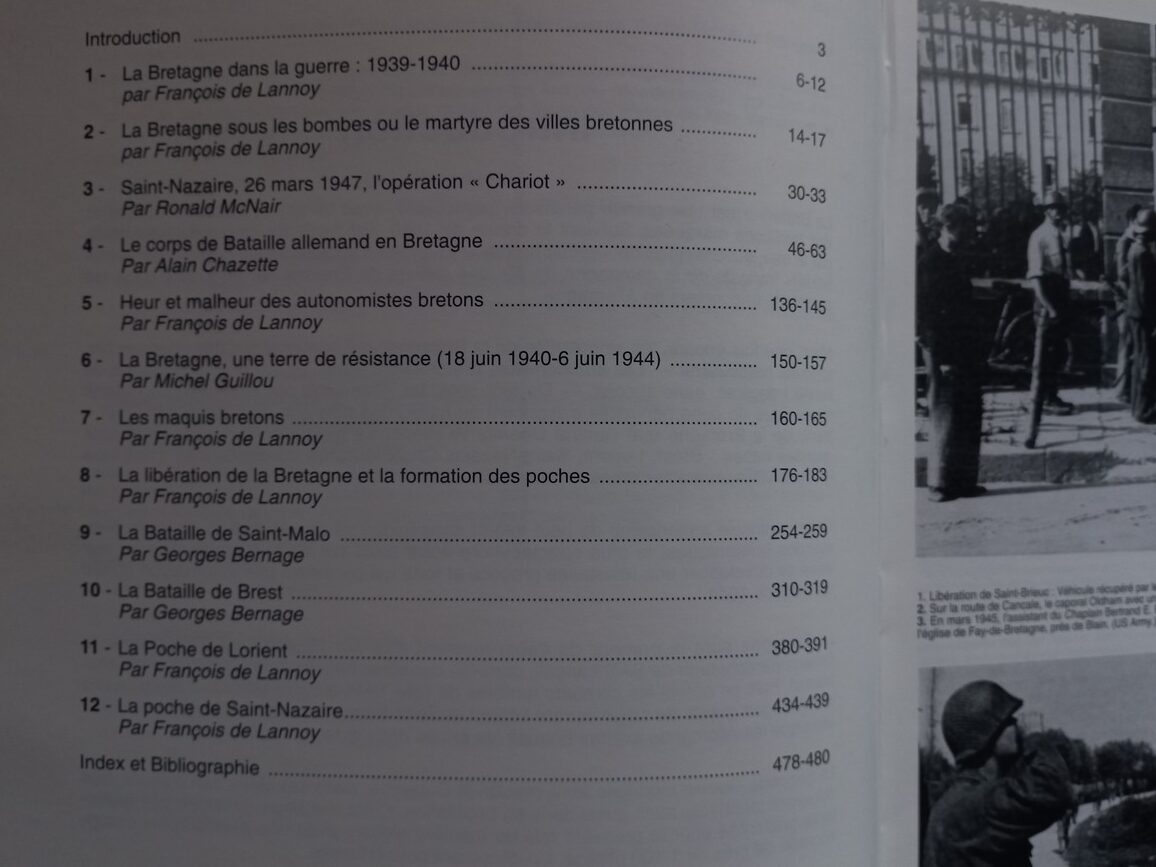 Introduction ........ 3
1 - La Bretagne dans la guerre : 1939-1940 ........ 6-12
par François de Lannoy
2 - La Bretagne sous les bombes ou le martyre des villes bretonnes ........ 14-17
par François de Lannoy
3 - Saint-Nazaire, 26 mars 1947, l'opération « Chariot » ........ 30-33
Par Ronald McNair
4 - Le corps de Bataille allemand en Bretagne ........ 46-63
Par Alain Chazette
5 - Heur et malheur des autonomistes bretons ........ 136-145
Par François de Lannoy
6 - La Bretagne, une terre de résistance (18 juin 1940-6 juin 1944) ........ 150-157
Par Michel Guillou
7 - Les maquis bretons ........ 160-165
Par François de Lannoy
8 - La libération de la Bretagne et la formation des poches ........ 176-183
Par François de Lannoy
9 - La Bataille de Saint-Malo ........ 254-259
Par Georges Bernage
10 - La Bataille de Brest ........ 310-319
Par Georges Bernage
11 - La Poche de Lorient ........ 380-391
Par François de Lannoy
12 - La poche de Saint-Nazaire ........ 434-439
Par François de Lannoy
Index et Bibliographie ........ 478-480
1. Libération de Saint-Brieuc : Véhicule récupéré par
2. Sur la route de Cancale, le caporal Oldham avec
3. En mars 1945, l'assistant du Chaplain Bertrand E.
l'église de Fay-de-Bretagne, près de Blain. (US Army.)